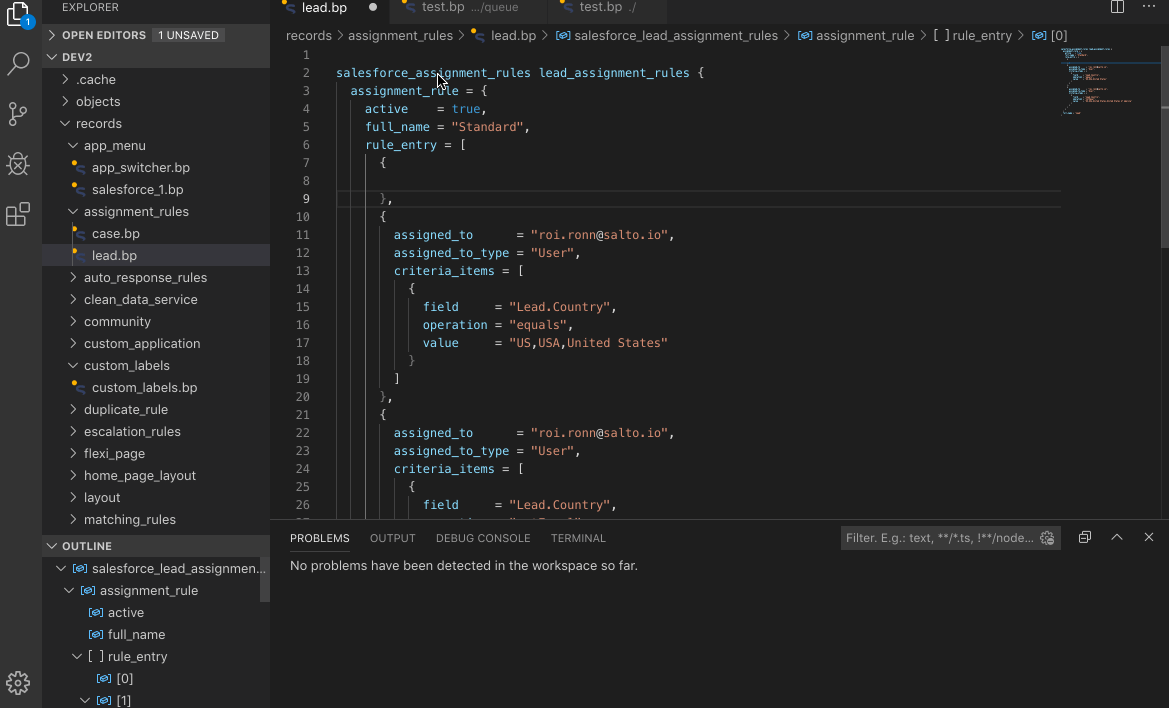 EXPLORER
1
OPEN EDITORS 1 UNSAVED
DEV2
.cache
objects
records
app_menu
app_switcher.bp
salesforce_1.bp
assignment_rules
case.bp
lead.bp
auto_response_rules
clean_data_service
community
custom_application
custom_labels
custom_labels.bp
duplicate_rule
escalation_rules
flexi_page
home_page_layout
layout
matching_rules
OUTLINE
salesforce_lead_assignmen...
assignment_rule
active
full_name
[ ] rule_entry
[0]
[1]
lead.bp test.bp .../queue test.bp ./
records > assignment_rules > lead.bp > salesforce_lead_assignment_rules > assignment_rule > [ ] rule_entry > [0]
1
2 salesforce_assignment_rules lead_assignment_rules {
3 assignment_rule = {
4 active = true,
5 full_name = "Standard",
6 rule_entry = [
7 {
8
9 },
10 {
11 assigned_to = "roi.ronn@salto.io",
12 assigned_to_type = "User",
13 criteria_items = [
14 {
15 field = "Lead.Country",
16 operation = "equals",
17 value = "US,USA,United States"
18 }
19 ]
20 },
21 {
22 assigned_to = "roi.ronn@salto.io",
23 assigned_to_type = "User",
24 criteria_items = [
25 {
26 field = "Lead.Country",
PROBLEMS OUTPUT DEBUG CONSOLE TERMINAL Filter. E.g.: text, **/*.ts, !**/node...
No problems have been detected in the workspace so far.